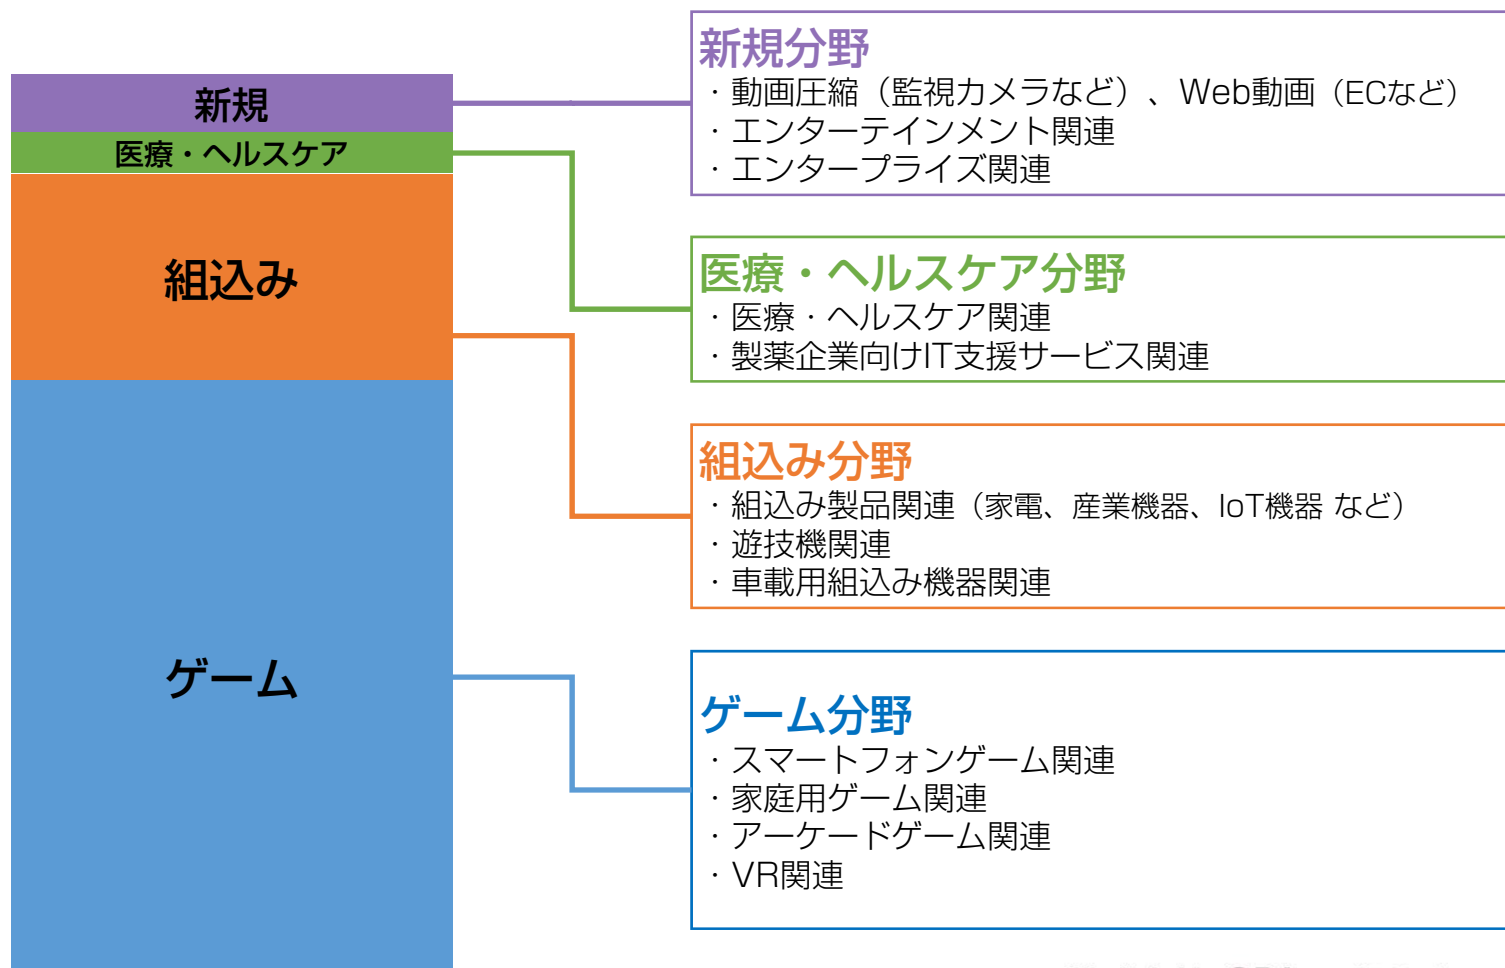 新規
医療・ヘルスケア
組込み
ゲーム
新規分野
・動画圧縮（監視カメラなど）、Web動画（ECなど）
・エンターテインメント関連
・エンタープライズ関連
医療・ヘルスケア分野
・医療・ヘルスケア関連
・製薬企業向けIT支援サービス関連
組込み分野
・組込み製品関連（家電、産業機器、IoT機器 など）
・遊技機関連
・車載用組込み機器関連
ゲーム分野
・スマートフォンゲーム関連
・家庭用ゲーム関連
・アーケードゲーム関連
・VR関連